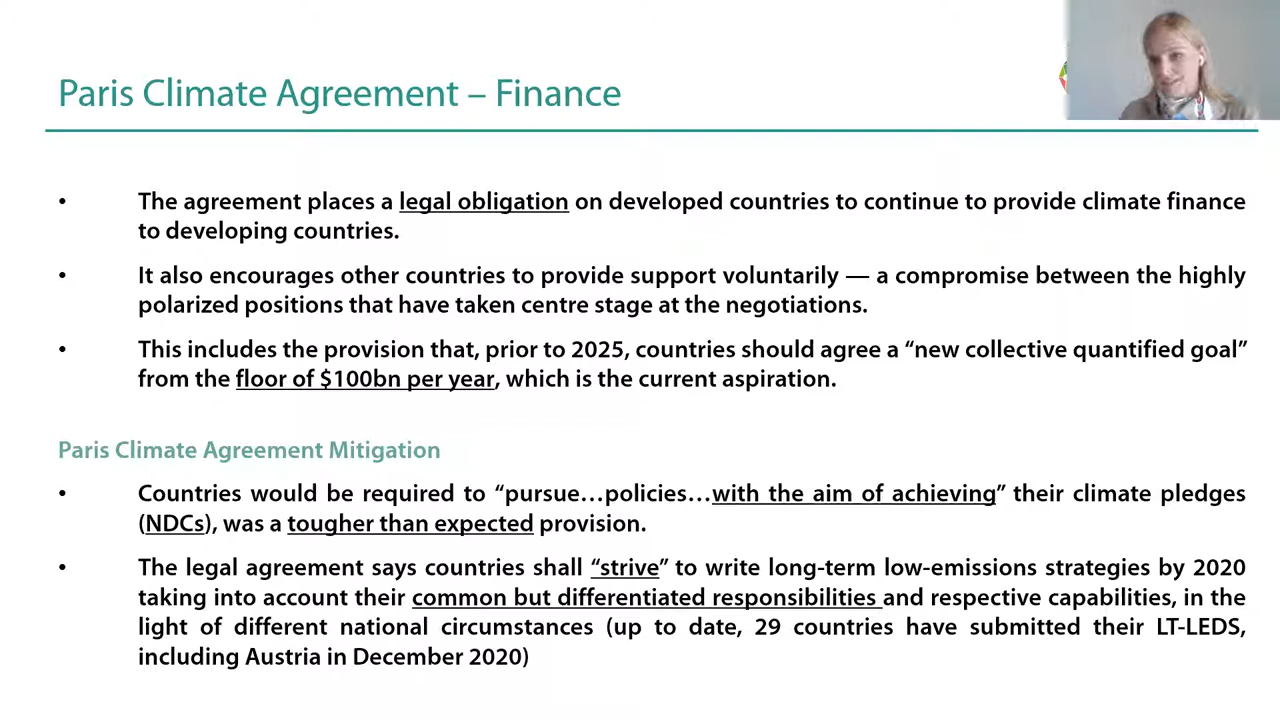 Paris Climate Agreement – Finance
• The agreement places a legal obligation on developed countries to continue to provide climate finance
to developing countries.
• It also encourages other countries to provide support voluntarily — a compromise between the highly
polarized positions that have taken centre stage at the negotiations.
• This includes the provision that, prior to 2025, countries should agree a “new collective quantified goal”
from the floor of $100bn per year, which is the current aspiration.
Paris Climate Agreement Mitigation
• Countries would be required to “pursue…policies…with the aim of achieving” their climate pledges
(NDCs), was a tougher than expected provision.
• The legal agreement says countries shall “strive” to write long-term low-emissions strategies by 2020
taking into account their common but differentiated responsibilities and respective capabilities, in the
light of different national circumstances (up to date, 29 countries have submitted their LT-LEDS,
including Austria in December 2020)